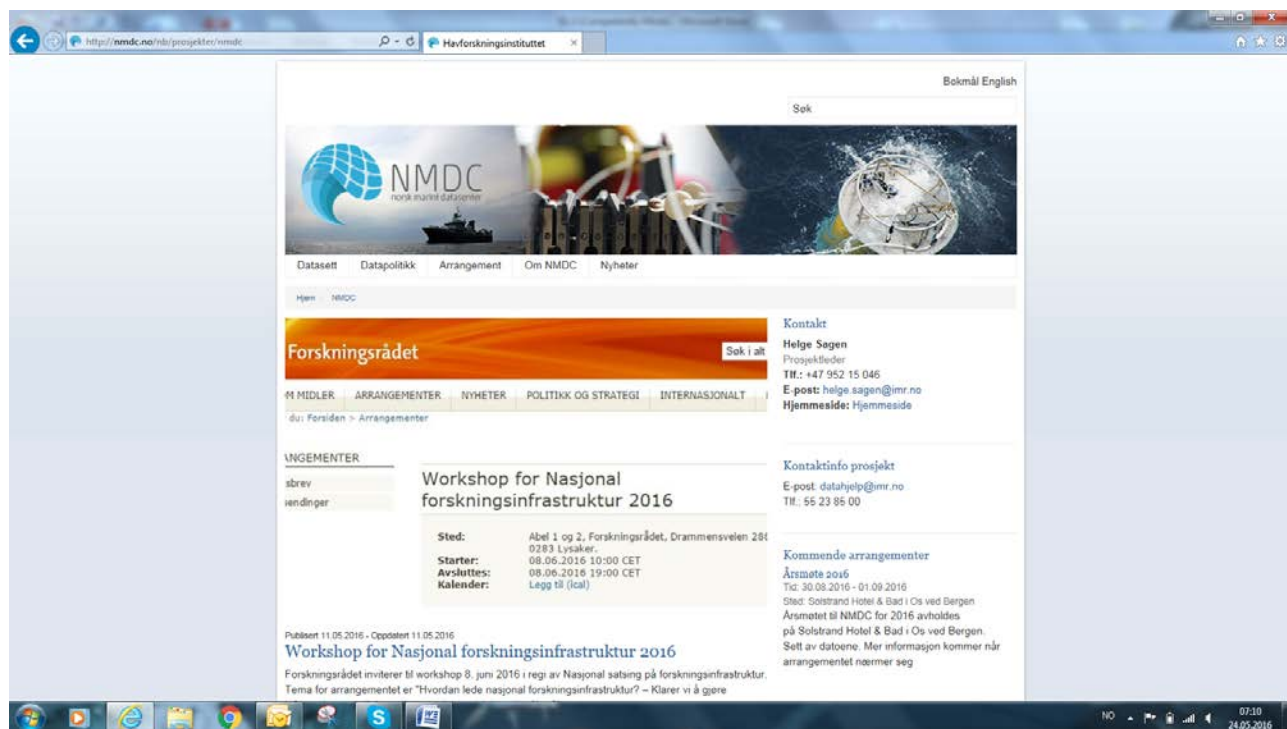 http://nmdc.no/nb/prosjekter/nmdc
Havforskningsinstituttet
Bokmål English
Søk
NMDC
norsk marint datasenter
Datasett Datapolitikk Arrangement Om NMDC Nyheter
Hjem NMDC
Forskningsrådet
Søk i alt
M MIDLER ARRANGEMENTER NYHETER POLITIKK OG STRATEGI INTERNASJONALT
du: Forsiden > Arrangementer
NGEMENTER
sbrev
sendinger
Workshop for Nasjonal
forskningsinfrastruktur 2016
Sted: Abel 1 og 2, Forskningsrådet, Drammensveien 288
0283 Lysaker.
Starter: 08.06.2016 10:00 CET
Avsluttes: 08.06.2016 19:00 CET
Kalender: Legg til (ical)
Publisert 11.05.2016 - Oppdatert 11.05.2016
Workshop for Nasjonal forskningsinfrastruktur 2016
Forskningsrådet inviterer til workshop 8. juni 2016 i regi av Nasjonal satsing på forskningsinfrastruktur.
Tema for arrangementet er "Hvordan lede nasjonal forskningsinfrastruktur? – Klarer vi å gjøre
Kontakt
Helge Sagen
Prosjektleder
Tlf.: +47 952 15 046
E-post: helge.sagen@imr.no
Hjemmeside: Hjemmeside
Kontaktinfo prosjekt
E-post: datahjelp@imr.no
Tlf.: 55 23 85 00
Kommende arrangementer
Årsmøte 2016
Tid: 30.08.2016 - 01.09.2016
Sted: Solstrand Hotel & Bad i Os ved Bergen
Årsmøtet til NMDC for 2016 avholdes
på Solstrand Hotel & Bad i Os ved Bergen.
Sett av datoene. Mer informasjon kommer når
arrangementet nærmer seg
NO
07:10
24.05.2016